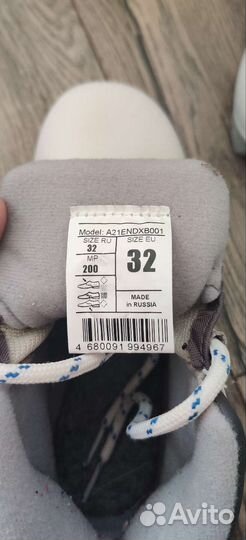 Model: A21ENDXB001
SIZE RU
32
MP
200
SIZE EU
32
MADE
in RUSSIA
4 680091 994967
Avito